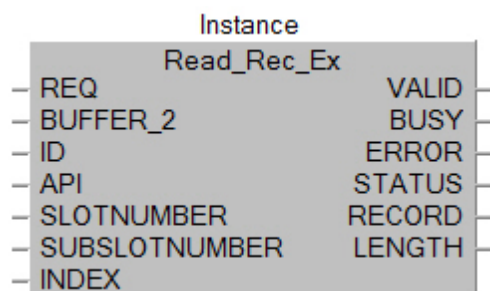 Instance
Read_Rec_Ex
REQ VALID
BUFFER_2 BUSY
ID ERROR
API STATUS
SLOTNUMBER RECORD
SUBSLOTNUMBER LENGTH
INDEX